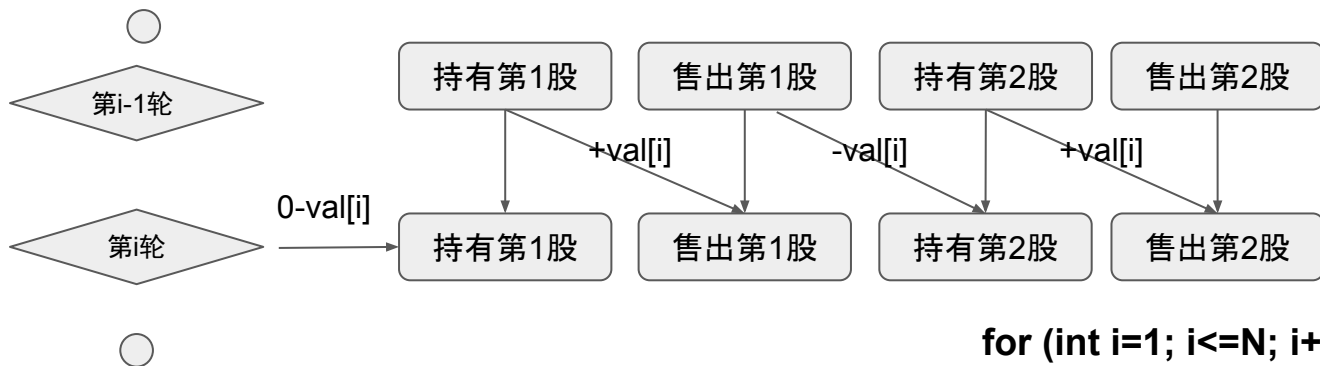 持有第1股
售出第1股
持有第2股
售出第2股
第i-1轮
+val[i]
-val[i]
+val[i]
0-val[i]
第i轮
持有第1股
售出第1股
持有第2股
售出第2股
for (int i=1; i<=N; i+